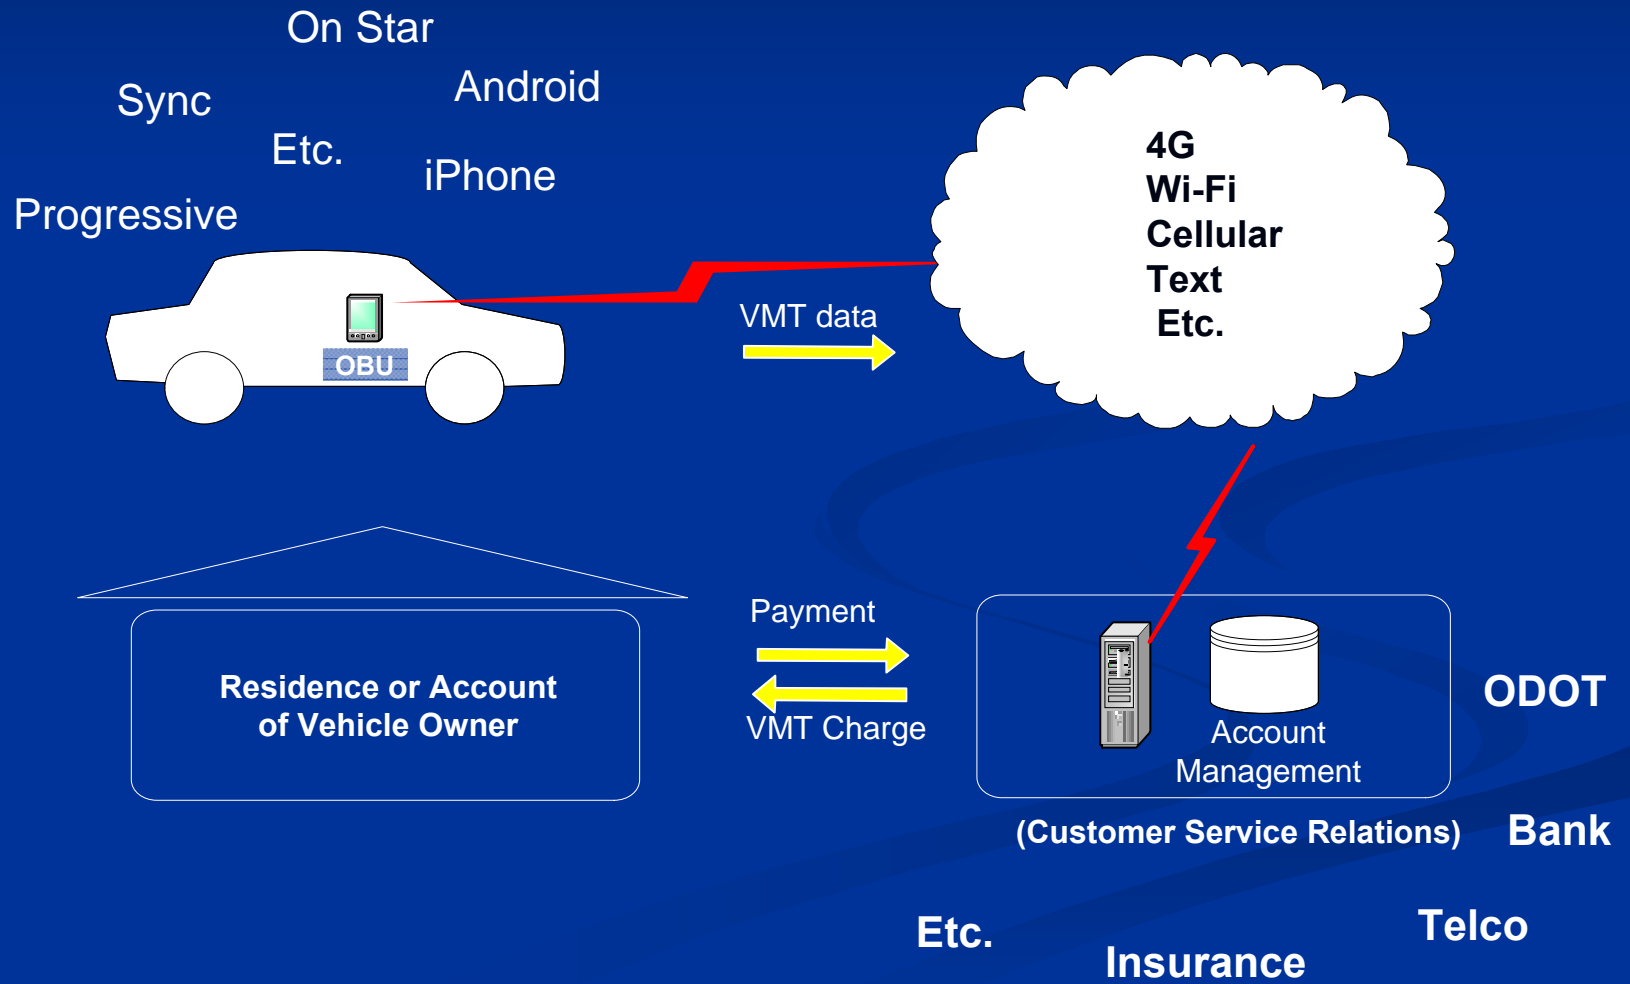 On Star
Sync
Android
Etc.
iPhone
Progressive
4G
Wi-Fi
Cellular
Text
Etc.
VMT data
OBU
Payment
VMT Charge
Residence or Account
of Vehicle Owner
Account
Management
ODOT
(Customer Service Relations)
Bank
Etc.
Telco
Insurance